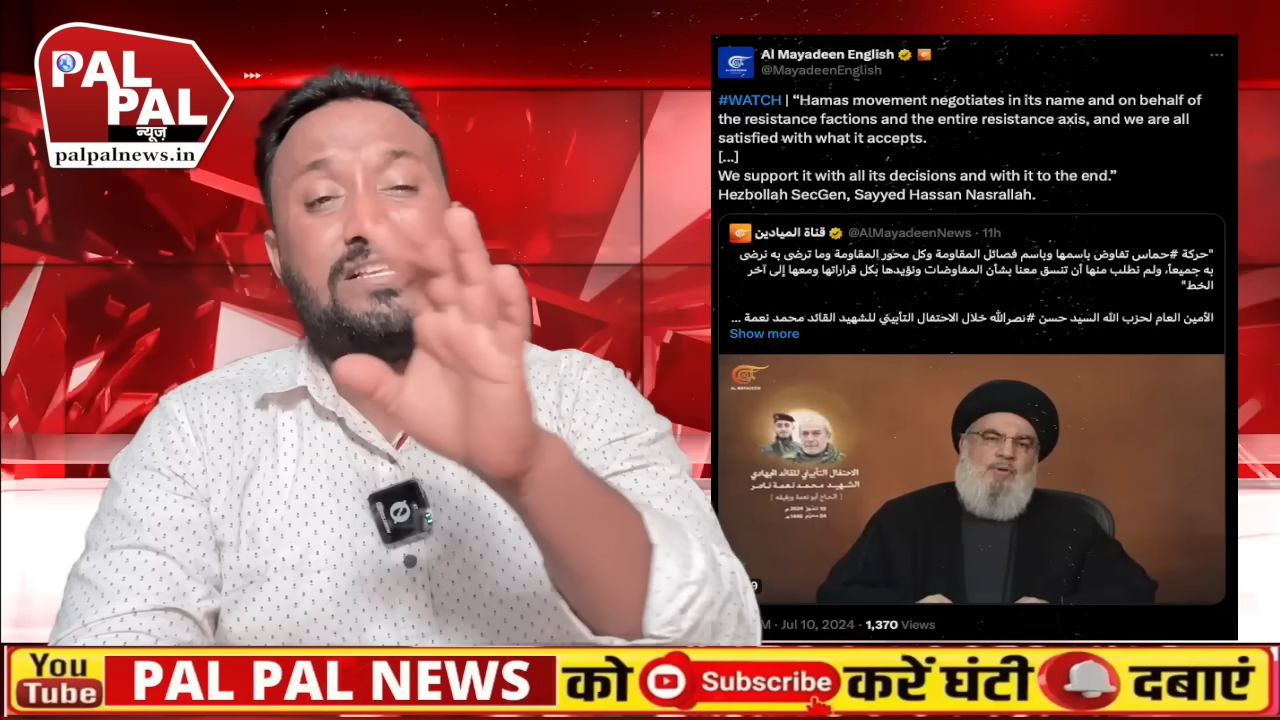 PAL
PAL
न्यूज़
palpalnews.in
Al Mayadeen English
@MayadeenEnglish
#WATCH | “Hamas movement negotiates in its name and on behalf of
the resistance factions and the entire resistance axis, and we are all
satisfied with what it accepts.
[...]
We support it with all its decisions and with it to the end.”
Hezbollah SecGen, Sayyed Hassan Nasrallah.
قناة الميادين @AlMayadeenNews · 11h
"حركة #حماس تفاوض باسمها وباسم فصائل المقاومة وكل محور المقاومة وما ترضى به نرضى
به جميعاً، ولم نطلب منها أن تنسق معنا بشأن المفاوضات ونؤيدها بكل قراراتها ومعها إلى آخر
الخط"
الأمين العام لحزب الله السيد حسن #نصرالله خلال الاحتفال التأبيني للشهيد القائد محمد نعمة ...
Show more
AL MAYADEEN
الاحتفال التأبيني للقائد الجهادي
الشهيد محمد نعمة ناصر
M · Jul 10, 2024 · 1,370 Views
You
Tube
PAL PAL NEWS को Subscribe करें घंटी दबाएं